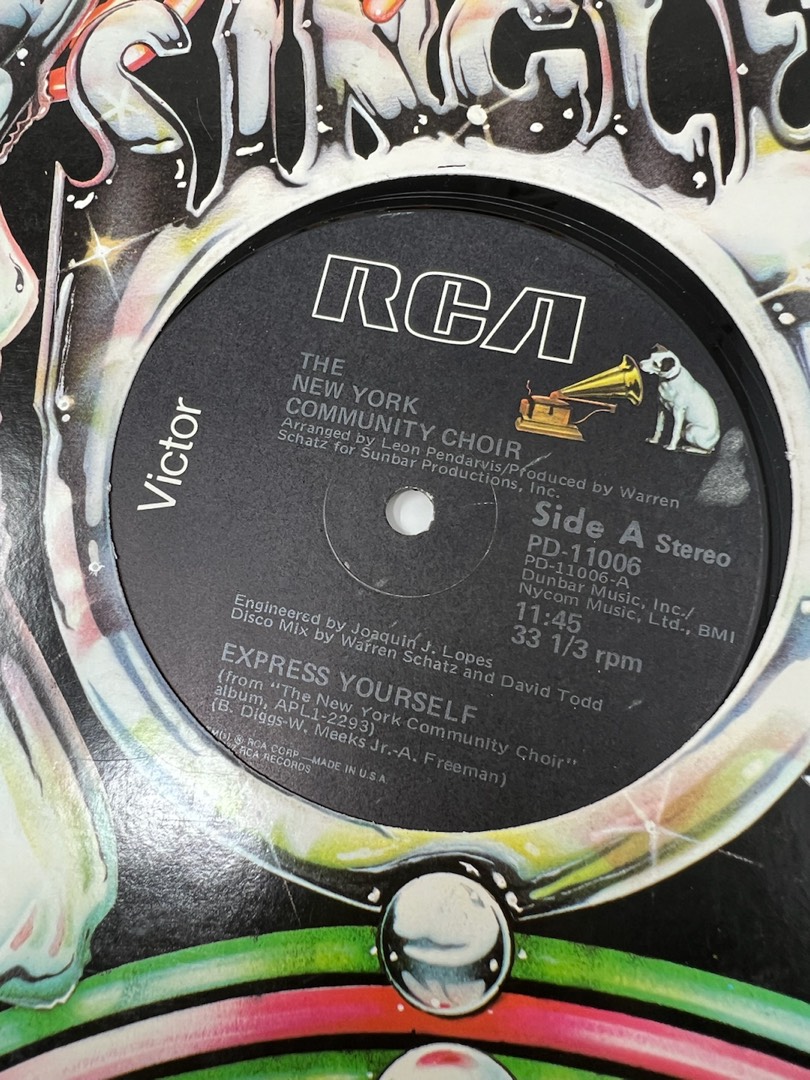 SINGLE
RCA
Victor
THE
NEW YORK
COMMUNITY CHOIR
Arranged by Leon Pendarvis/Produced by Warren
Schatz for Sunbar Productions, Inc.
Side A Stereo
PD-11006
PD-11006-A
Dunbar Music, Inc./
Nycom Music, Ltd., BMI
11:45
33 1/3 rpm
Engineered by Joaquin J. Lopes
Disco Mix by Warren Schatz and David Todd
EXPRESS YOURSELF
(from "The New York Community Choir"
album, APL1-2293)
(B. Diggs-W. Meeks Jr.-A. Freeman)
® RCA CORP—MADE IN U.S.A
RCA RECORDS